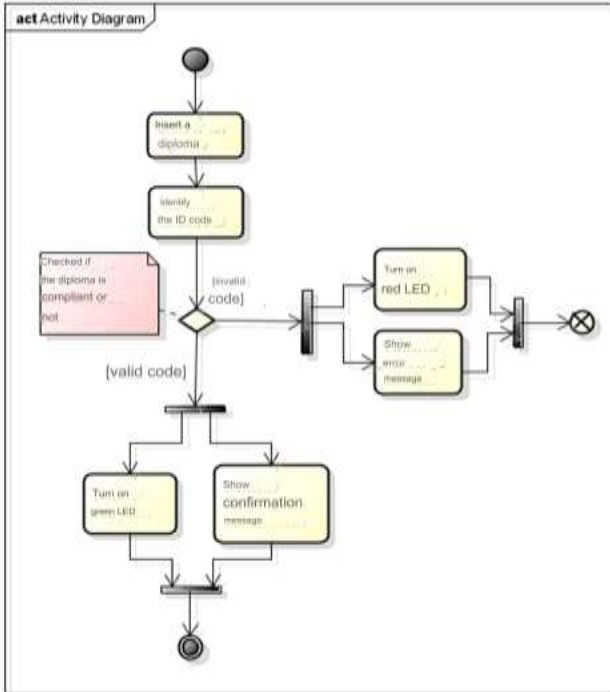 act Activity Diagram
Insert a
diploma
Identify
the ID code
Checked if
the diploma is
compliant or
not
[invalid
code]
Turn on
red LED
Show
error
message
[valid code]
Turn on
green LED
Show
confirmation
message